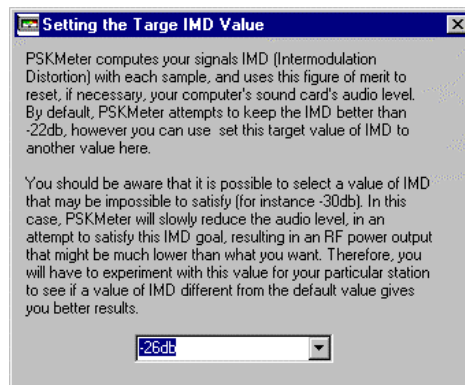 Setting the Targe IMD Value
PSKMeter computes your signals IMD (Intermodulation
Distortion) with each sample, and uses this figure of merit to
reset, if necessary, your computer's sound card's audio level.
By default, PSKMeter attempts to keep the IMD better than
-22db, however you can use set this target value of IMD to
another value here.
You should be aware that it is possible to select a value of IMD
that may be impossible to satisfy (for instance -30db). In this
case, PSKMeter will slowly reduce the audio level, in an
attempt to satisfy this IMD goal, resulting in an RF power output
that might be much lower than what you want. Therefore, you
will have to experiment with this value for your particular station
to see if a value of IMD different from the default value gives
you better results.
-26db